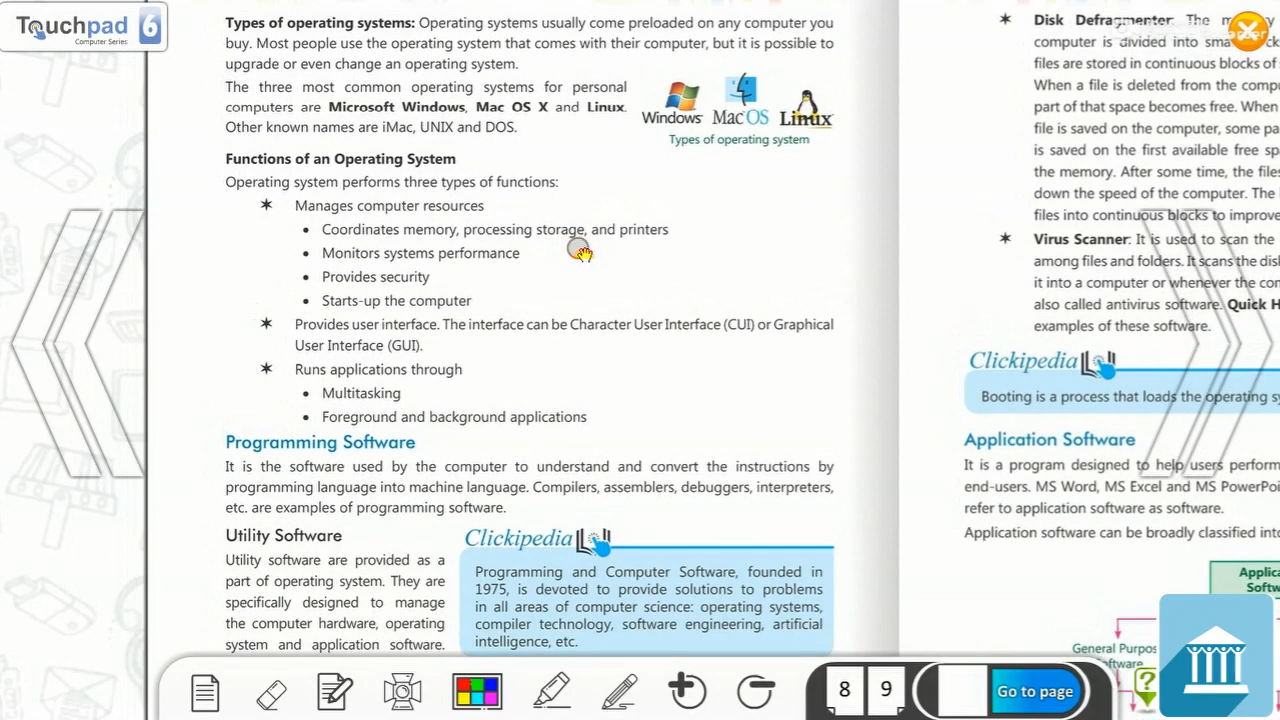 Touchpad 6
Computer Series
Types of operating systems: Operating systems usually come preloaded on any computer you
buy. Most people use the operating system that comes with their computer, but it is possible to
upgrade or even change an operating system.
The three most common operating systems for personal
computers are Microsoft Windows, Mac OS X and Linux.
Other known names are iMac, UNIX and DOS.
Windows MacOS Linux
Types of operating system
Functions of an Operating System
Operating system performs three types of functions:
✶ Manages computer resources
• Coordinates memory, processing storage, and printers
• Monitors systems performance
• Provides security
• Starts-up the computer
✶ Provides user interface. The interface can be Character User Interface (CUI) or Graphical
User Interface (GUI).
✶ Runs applications through
• Multitasking
• Foreground and background applications
Programming Software
It is the software used by the computer to understand and convert the instructions by
programming language into machine language. Compilers, assemblers, debuggers, interpreters,
etc. are examples of programming software.
Utility Software
Utility software are provided as a
part of operating system. They are
specifically designed to manage
the computer hardware, operating
system and application software.
Clickipedia
Programming and Computer Software, founded in
1975, is devoted to provide solutions to problems
in all areas of computer science: operating systems,
compiler technology, software engineering, artificial
intelligence, etc.
✶ Disk Defragmenter: The
computer is divided into
files are stored in continuous blocks of
When a file is deleted from the
part of that space becomes free. When
file is saved on the computer, some
is saved on the first available free
the memory. After some time, the files
down the speed of the computer. The
files into continuous blocks to
✶ Virus Scanner: It is used to scan the
among files and folders. It scans the
it into a computer or whenever the
also called antivirus software. Quick
examples of these software.
Clickipedia
Booting is a process that loads the operating
Application Software
It is a program designed to help users
end-users. MS Word, MS Excel and MS
refer to application software as software.
Application software can be broadly classified
General
8 9 Go to page